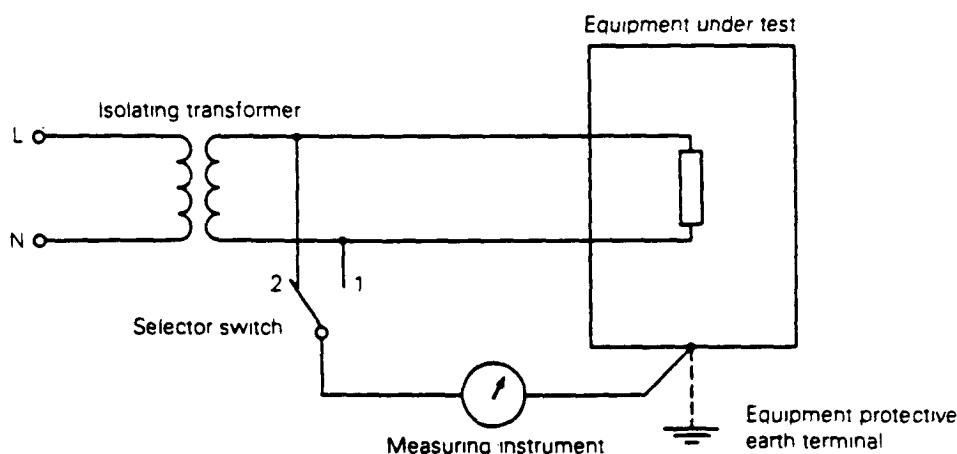 Equipment under test
Isolating transformer
L
N
2
1
Selector switch
Measuring instrument
Equipment protective
earth terminal